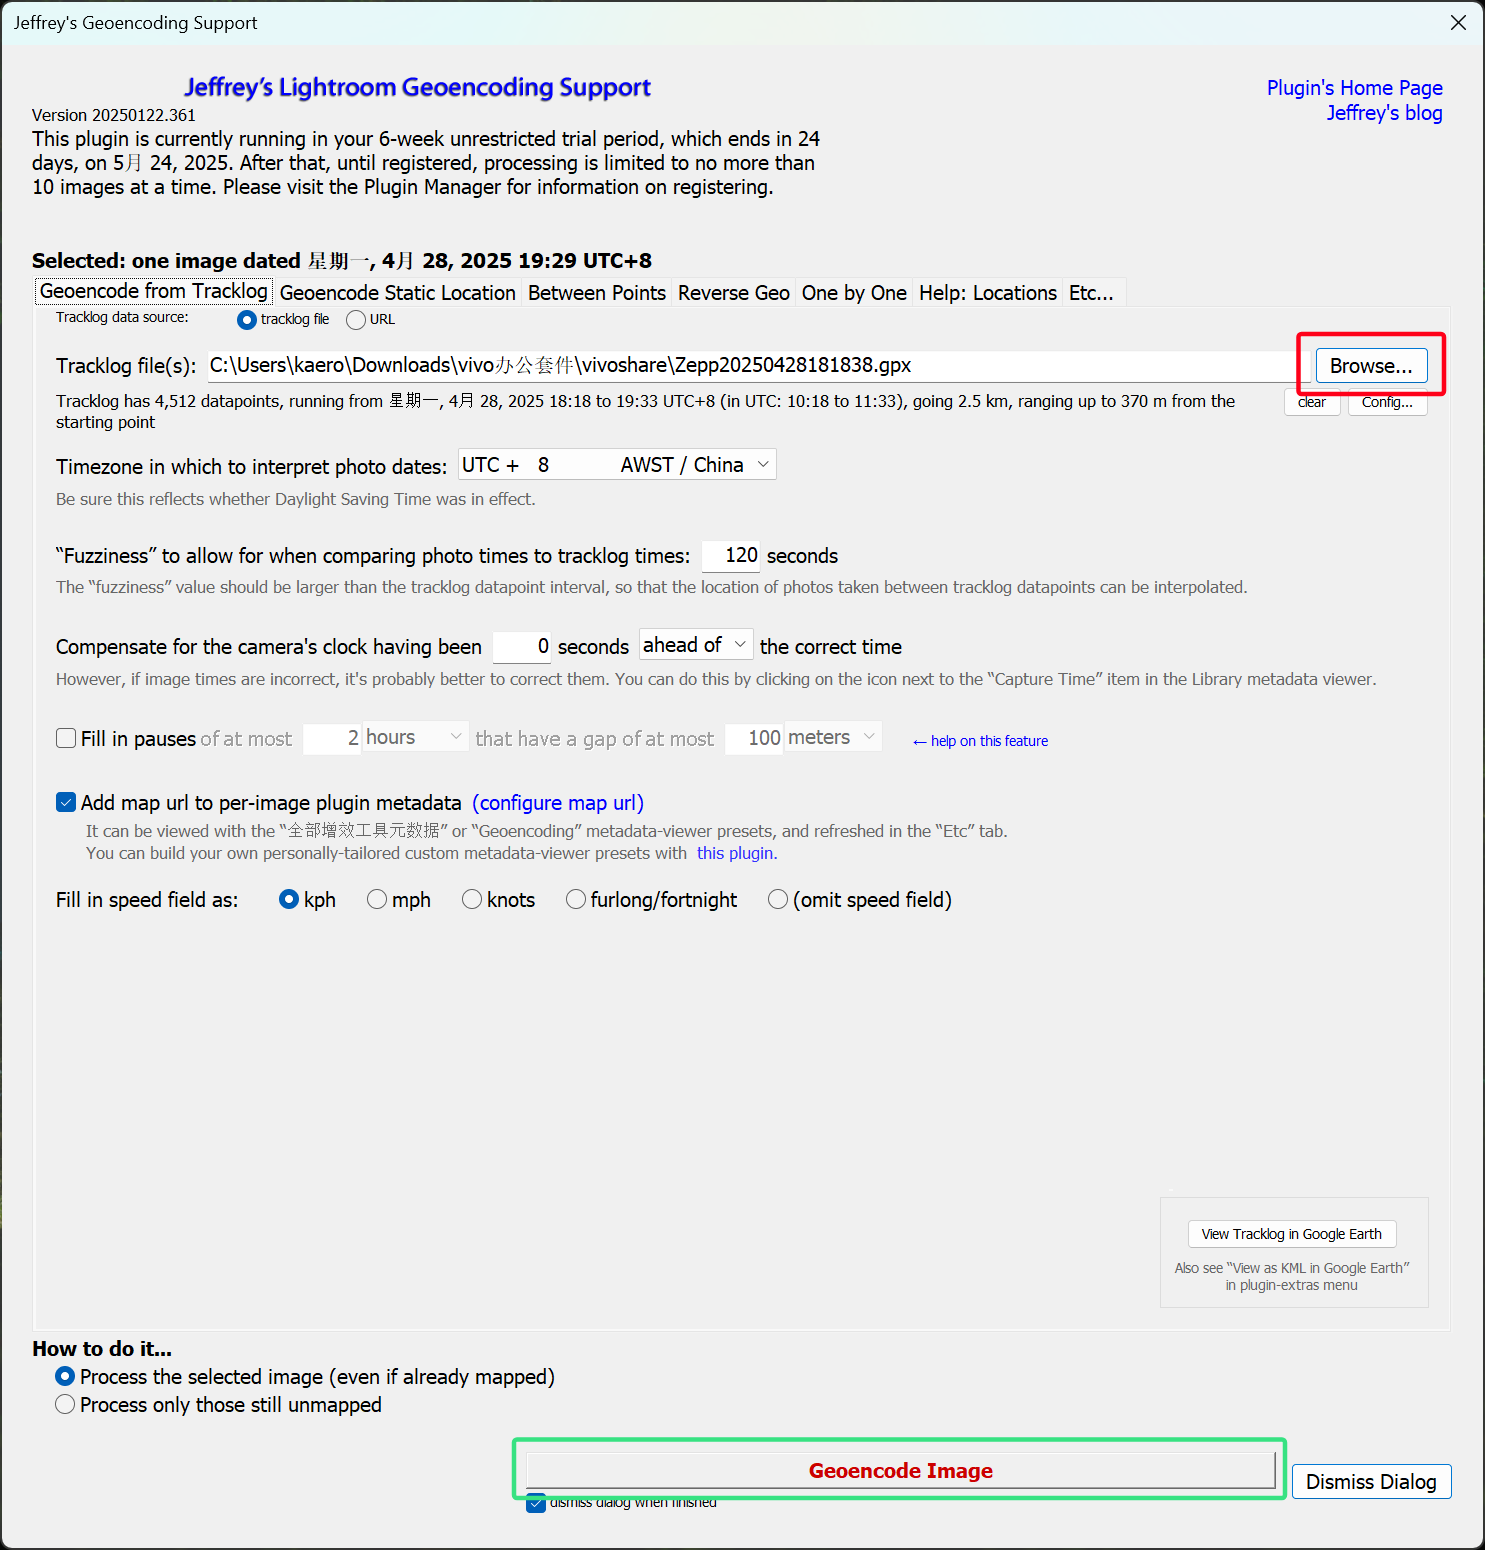 Jeffrey's Geoencoding Support
Jeffrey's Lightroom Geoencoding Support
Plugin's Home Page
Jeffrey's blog
Version 20250122.361
This plugin is currently running in your 6-week unrestricted trial period, which ends in 24
days, on 5月 24, 2025. After that, until registered, processing is limited to no more than
10 images at a time. Please visit the Plugin Manager for information on registering.
Selected: one image dated 星期一, 4月 28, 2025 19:29 UTC+8
Geoencode from Tracklog Geoencode Static Location Between Points Reverse Geo One by One Help: Locations Etc...
Tracklog data source: tracklog file URL
Tracklog file(s): C:\Users\kaero\Downloads\vivo办公套件\vivoshare\Zepp20250428181838.gpx Browse...
Tracklog has 4,512 datapoints, running from 星期一, 4月 28, 2025 18:18 to 19:33 UTC+8 (in UTC: 10:18 to 11:33), going 2.5 km, ranging up to 370 m from the
starting point
clear Config...
Timezone in which to interpret photo dates: UTC + 8 AWST / China
Be sure this reflects whether Daylight Saving Time was in effect.
“Fuzziness” to allow for when comparing photo times to tracklog times: 120 seconds
The “fuzziness” value should be larger than the tracklog datapoint interval, so that the location of photos taken between tracklog datapoints can be interpolated.
Compensate for the camera's clock having been 0 seconds ahead of the correct time
However, if image times are incorrect, it's probably better to correct them. You can do this by clicking on the icon next to the “Capture Time” item in the Library metadata viewer.
Fill in pauses of at most 2 hours that have a gap of at most 100 meters ← help on this feature
Add map url to per-image plugin metadata (configure map url)
It can be viewed with the “全部增效工具元数据” or “Geoencoding” metadata-viewer presets, and refreshed in the “Etc” tab.
You can build your own personally-tailored custom metadata-viewer presets with this plugin.
Fill in speed field as: kph mph knots furlong/fortnight (omit speed field)
View Tracklog in Google Earth
Also see “View as KML in Google Earth”
in plugin-extras menu
How to do it...
Process the selected image (even if already mapped)
Process only those still unmapped
Geoencode Image
Dismiss Dialog
dismiss dialog when finished